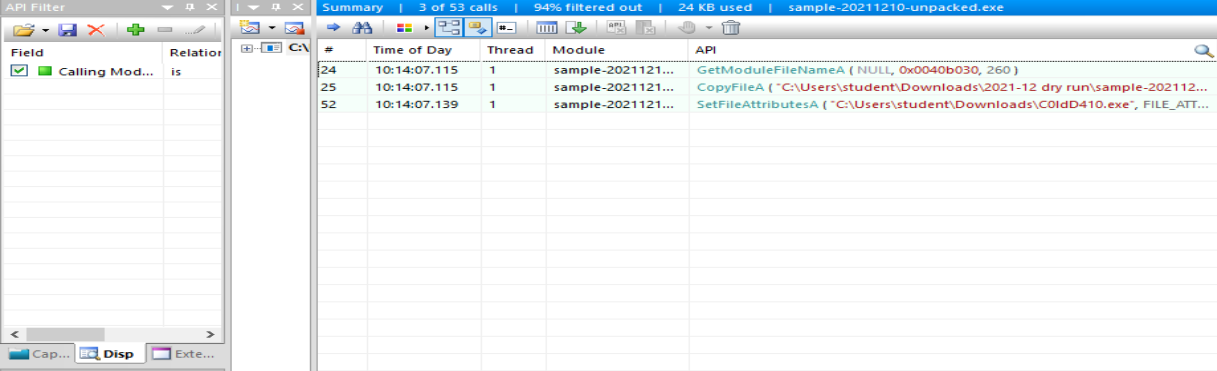 API Filter
Field Relation
Calling Mod... is
Cap... Disp Exte...
I
C:\
Summary | 3 of 53 calls | 94% filtered out | 24 KB used | sample-20211210-unpacked.exe
# Time of Day Thread Module API
24 10:14:07.115 1 sample-2021121... GetModuleFileNameA ( NULL, 0x0040b030, 260 )
25 10:14:07.115 1 sample-2021121... CopyFileA ( "C:\Users\student\Downloads\2021-12 dry run\sample-202112...
52 10:14:07.139 1 sample-2021121... SetFileAttributesA ( "C:\Users\student\Downloads\C0IdD410.exe", FILE_ATT...